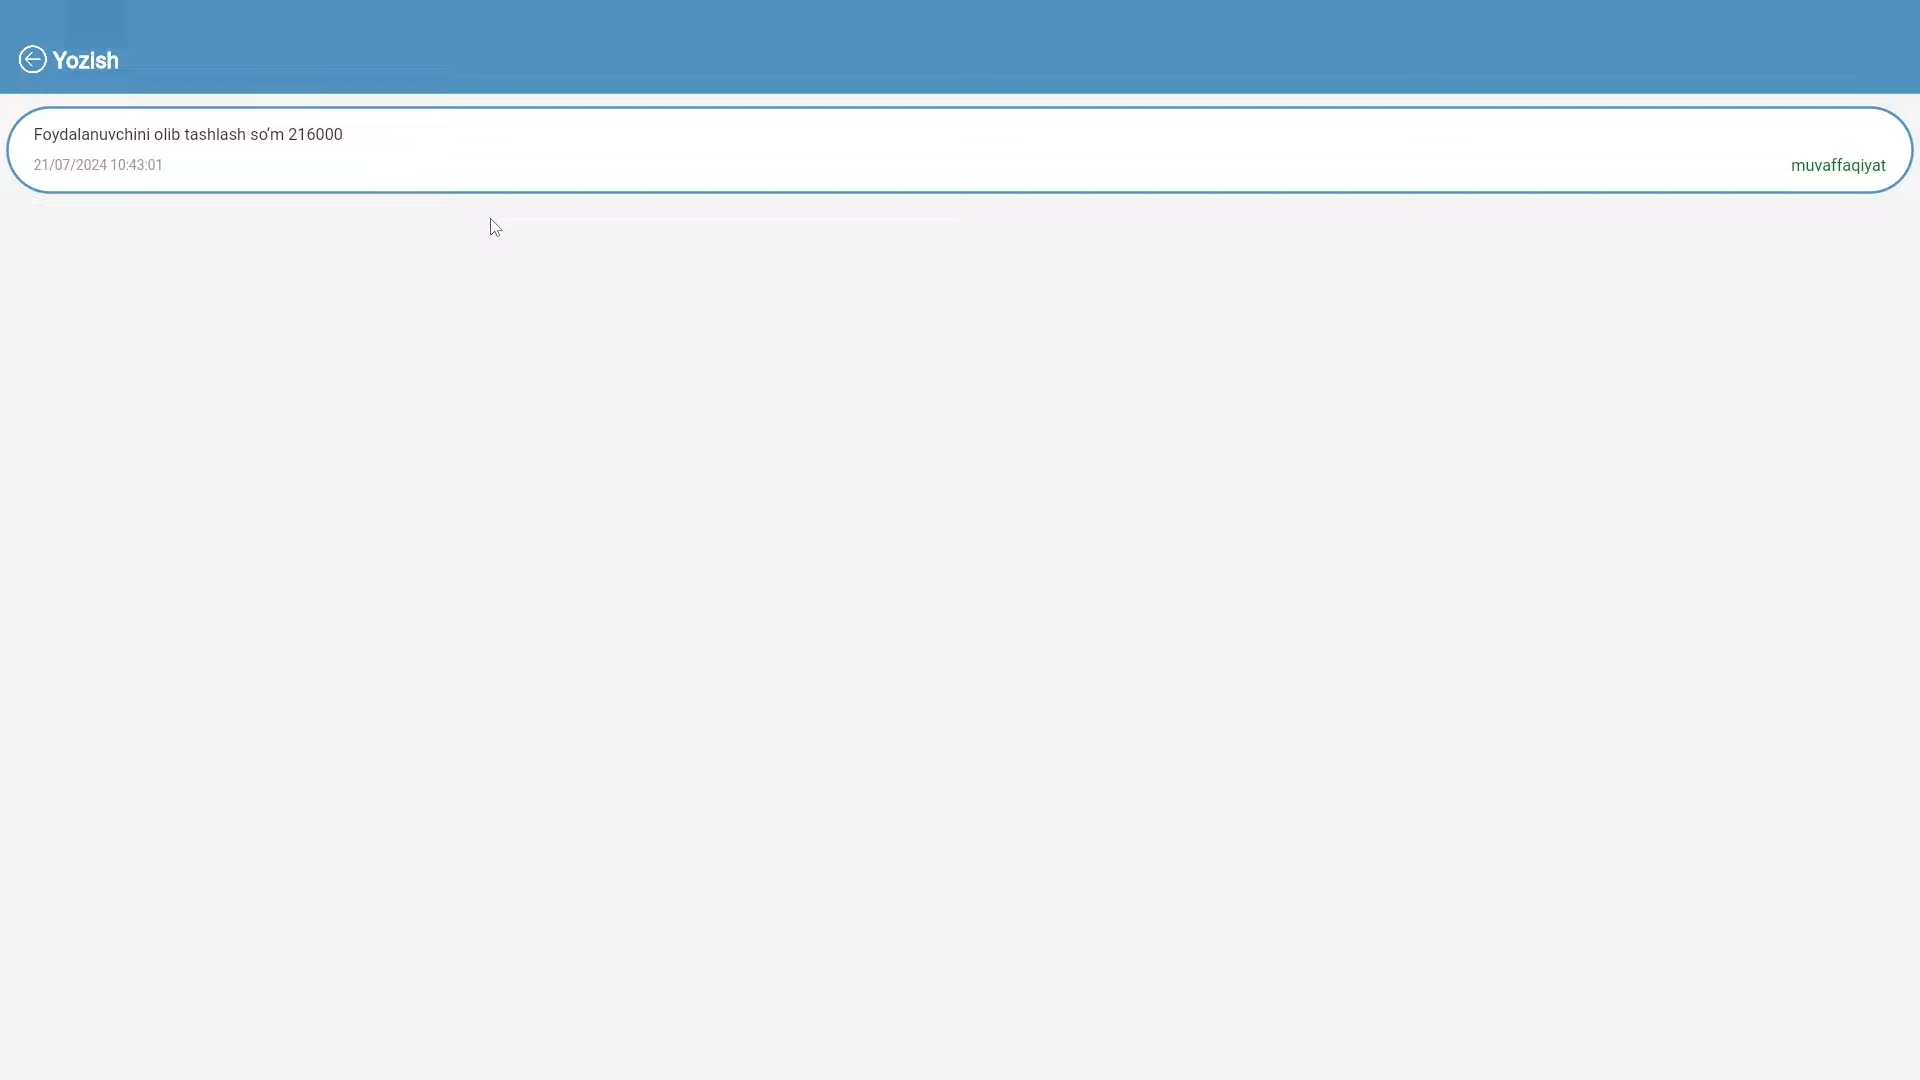 Yozish
Foydalanuvchini olib tashlash so‘m 216000
21/07/2024 10:43:01
muvaffaqiyat